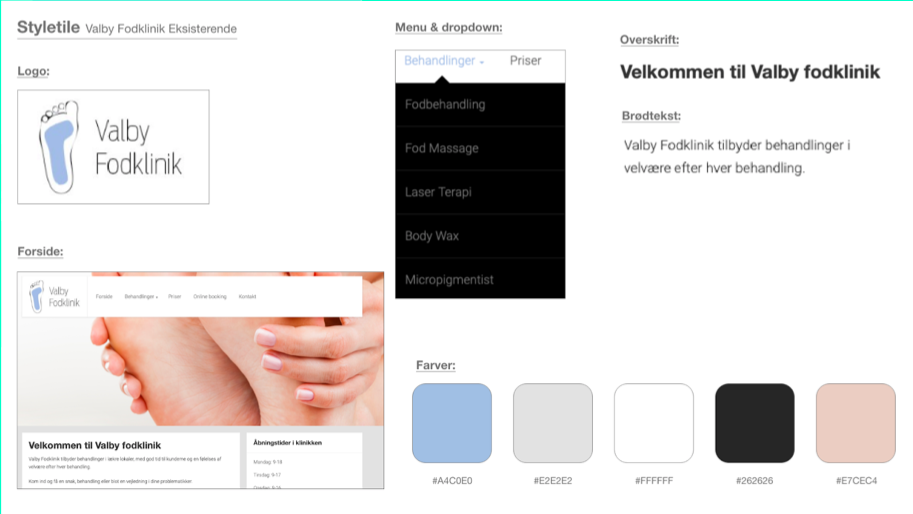 Styletile Valby Fodklinik Eksisterende
Logo:
Valby
Fodklinik
Forside:
Valby
Fodklinik
Forside Behandlinger Priser Online booking Kontakt
Velkommen til Valby fodklinik
Valby Fodklinik tilbyder behandlinger i lækre lokaler, med god tid til kunderne og en følelses af
velvære efter hver behandling
Kom ind og få en snak, behandling eller blot en vejledning i dine problematikker
Åbningstider i klinikken
Mandag: 9-18
Tirsdag: 9-17
Menu & dropdown:
Behandlinger Priser
Fodbehandling
Fod Massage
Laser Terapi
Body Wax
Micropigmentist
Overskrift:
Velkommen til Valby fodklinik
Brødtekst:
Valby Fodklinik tilbyder behandlinger i
velvære efter hver behandling.
Farver:
#A4C0E0 #E2E2E2 #FFFFFF #262626 #E7CEC4